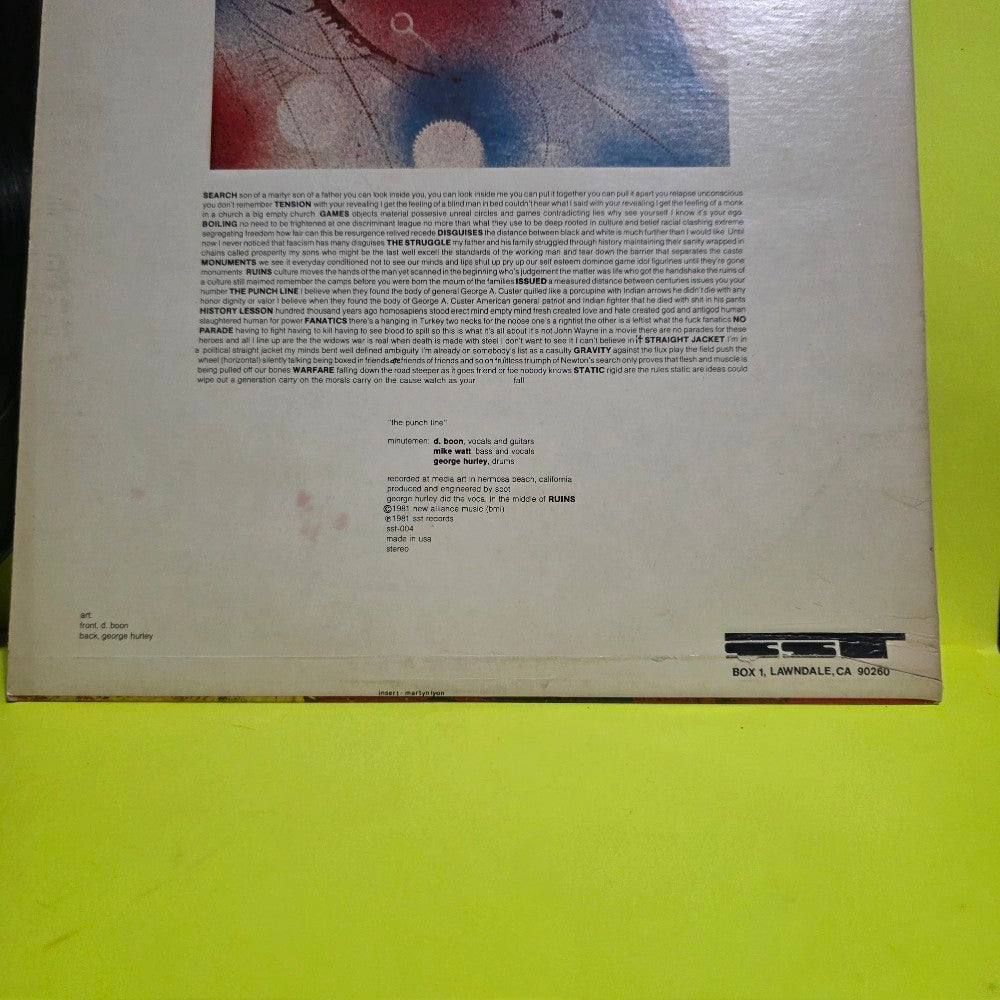 SEARCH son of a martyr son of a father you can look inside you, you can look inside me you can put it together you can pull it apart you relapse unconscious
you don't remember TENSION with your revealing I get the feeling of a blind man in bed couldn't hear what I said with your revealing I get the feeling of a monk
in a church a big empty church GAMES objects material possesive unreal circles and games contradicting lies why see yourself I know it's your ego
BOILING no need to be frightened at one discriminant league no more than what they use to be deep rooted in culture and belief racial clashing extreme
segregating freedom how fair can this be resurgence relived recede DISGUISES the distance between black and white is much further than I would like Until
now I never noticed that fascism has many disguises THE STRUGGLE my father and his family struggled through history maintaining their sanity wrapped in
chains called prosperity my sons who might be the last well excell the standards of the working man and tear down the barrier that separates the caste
MONUMENTS we see it everyday conditioned not to see our minds and lips shut up pry up our self esteem dominoe game idol figurines until they're gone
monuments RUINS culture moves the hands of the man yet scanned in the beginning who's judgement the matter was life who got the handshake the ruins of
a culture still maimed remember the camps before you were born the mourn of the families ISSUED a measured distance between centuries issues you your
number THE PUNCH LINE I believe when they found the body of general George A. Custer quilled like a porcupine with indian arrows he didn't die with any
honor dignity or valor I believe when they found the body of George A. Custer American general patriot and Indian fighter that he died with shit in his pants
HISTORY LESSON hundred thousand years ago homosapiens stood erect mind empty mind fresh created love and hate created god and antigod human
slaughtered human for power FANATICS there's a hanging in Turkey two necks for the noose one's a rightist the other is a leftist what the fuck fanatics NO
PARADE having to fight having to kill having to see blood to spill so this is what it's all about it's not John Wayne in a movie there are no parades for these
heroes and all I line up are the the widows war is real when death is made with steel I don't want to see it I can't believe in it STRAIGHT JACKET I'm in
a political straight jacket my minds bent well defined ambiguity I'm already on somebody's list as a casulty GRAVITY against the flux play the field push the
wheel (horizontal) silently talking being boxed in friends are friends of friends and so on fruitless triumph of Newton's search only proves that flesh and muscle is
being pulled off our bones WARFARE falling down the road steeper as it goes friend or foe nobody knows STATIC rigid are the rules static are ideas could
wipe out a generation carry on the morals carry on the cause watch as your fall
"the punch line"
minutemen: d. boon, vocals and guitars
mike watt, bass and vocals
george hurley, drums
recorded at media art in hermosa beach, california
produced and engineered by spot
george hurley did the vocal in the middle of RUINS
©1981 new alliance music (bmi)
℗1981 sst records
sst-004
made in usa
stereo
art:
front, d. boon
back, george hurley
SST
BOX 1, LAWNDALE, CA 90260
insert - martyn lyon